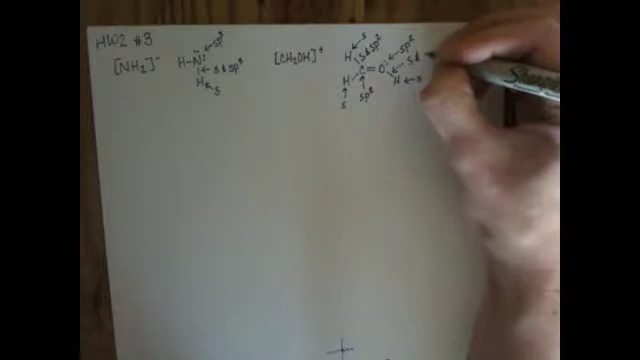 HW2 #3
[NH₂]⁻
sp³
H-N:
s & sp³
H
s
[CH₂OH]⁺
s
H
s & sp²
sp²
C=O
s &
H
H
s
s
sp²
Sharpie